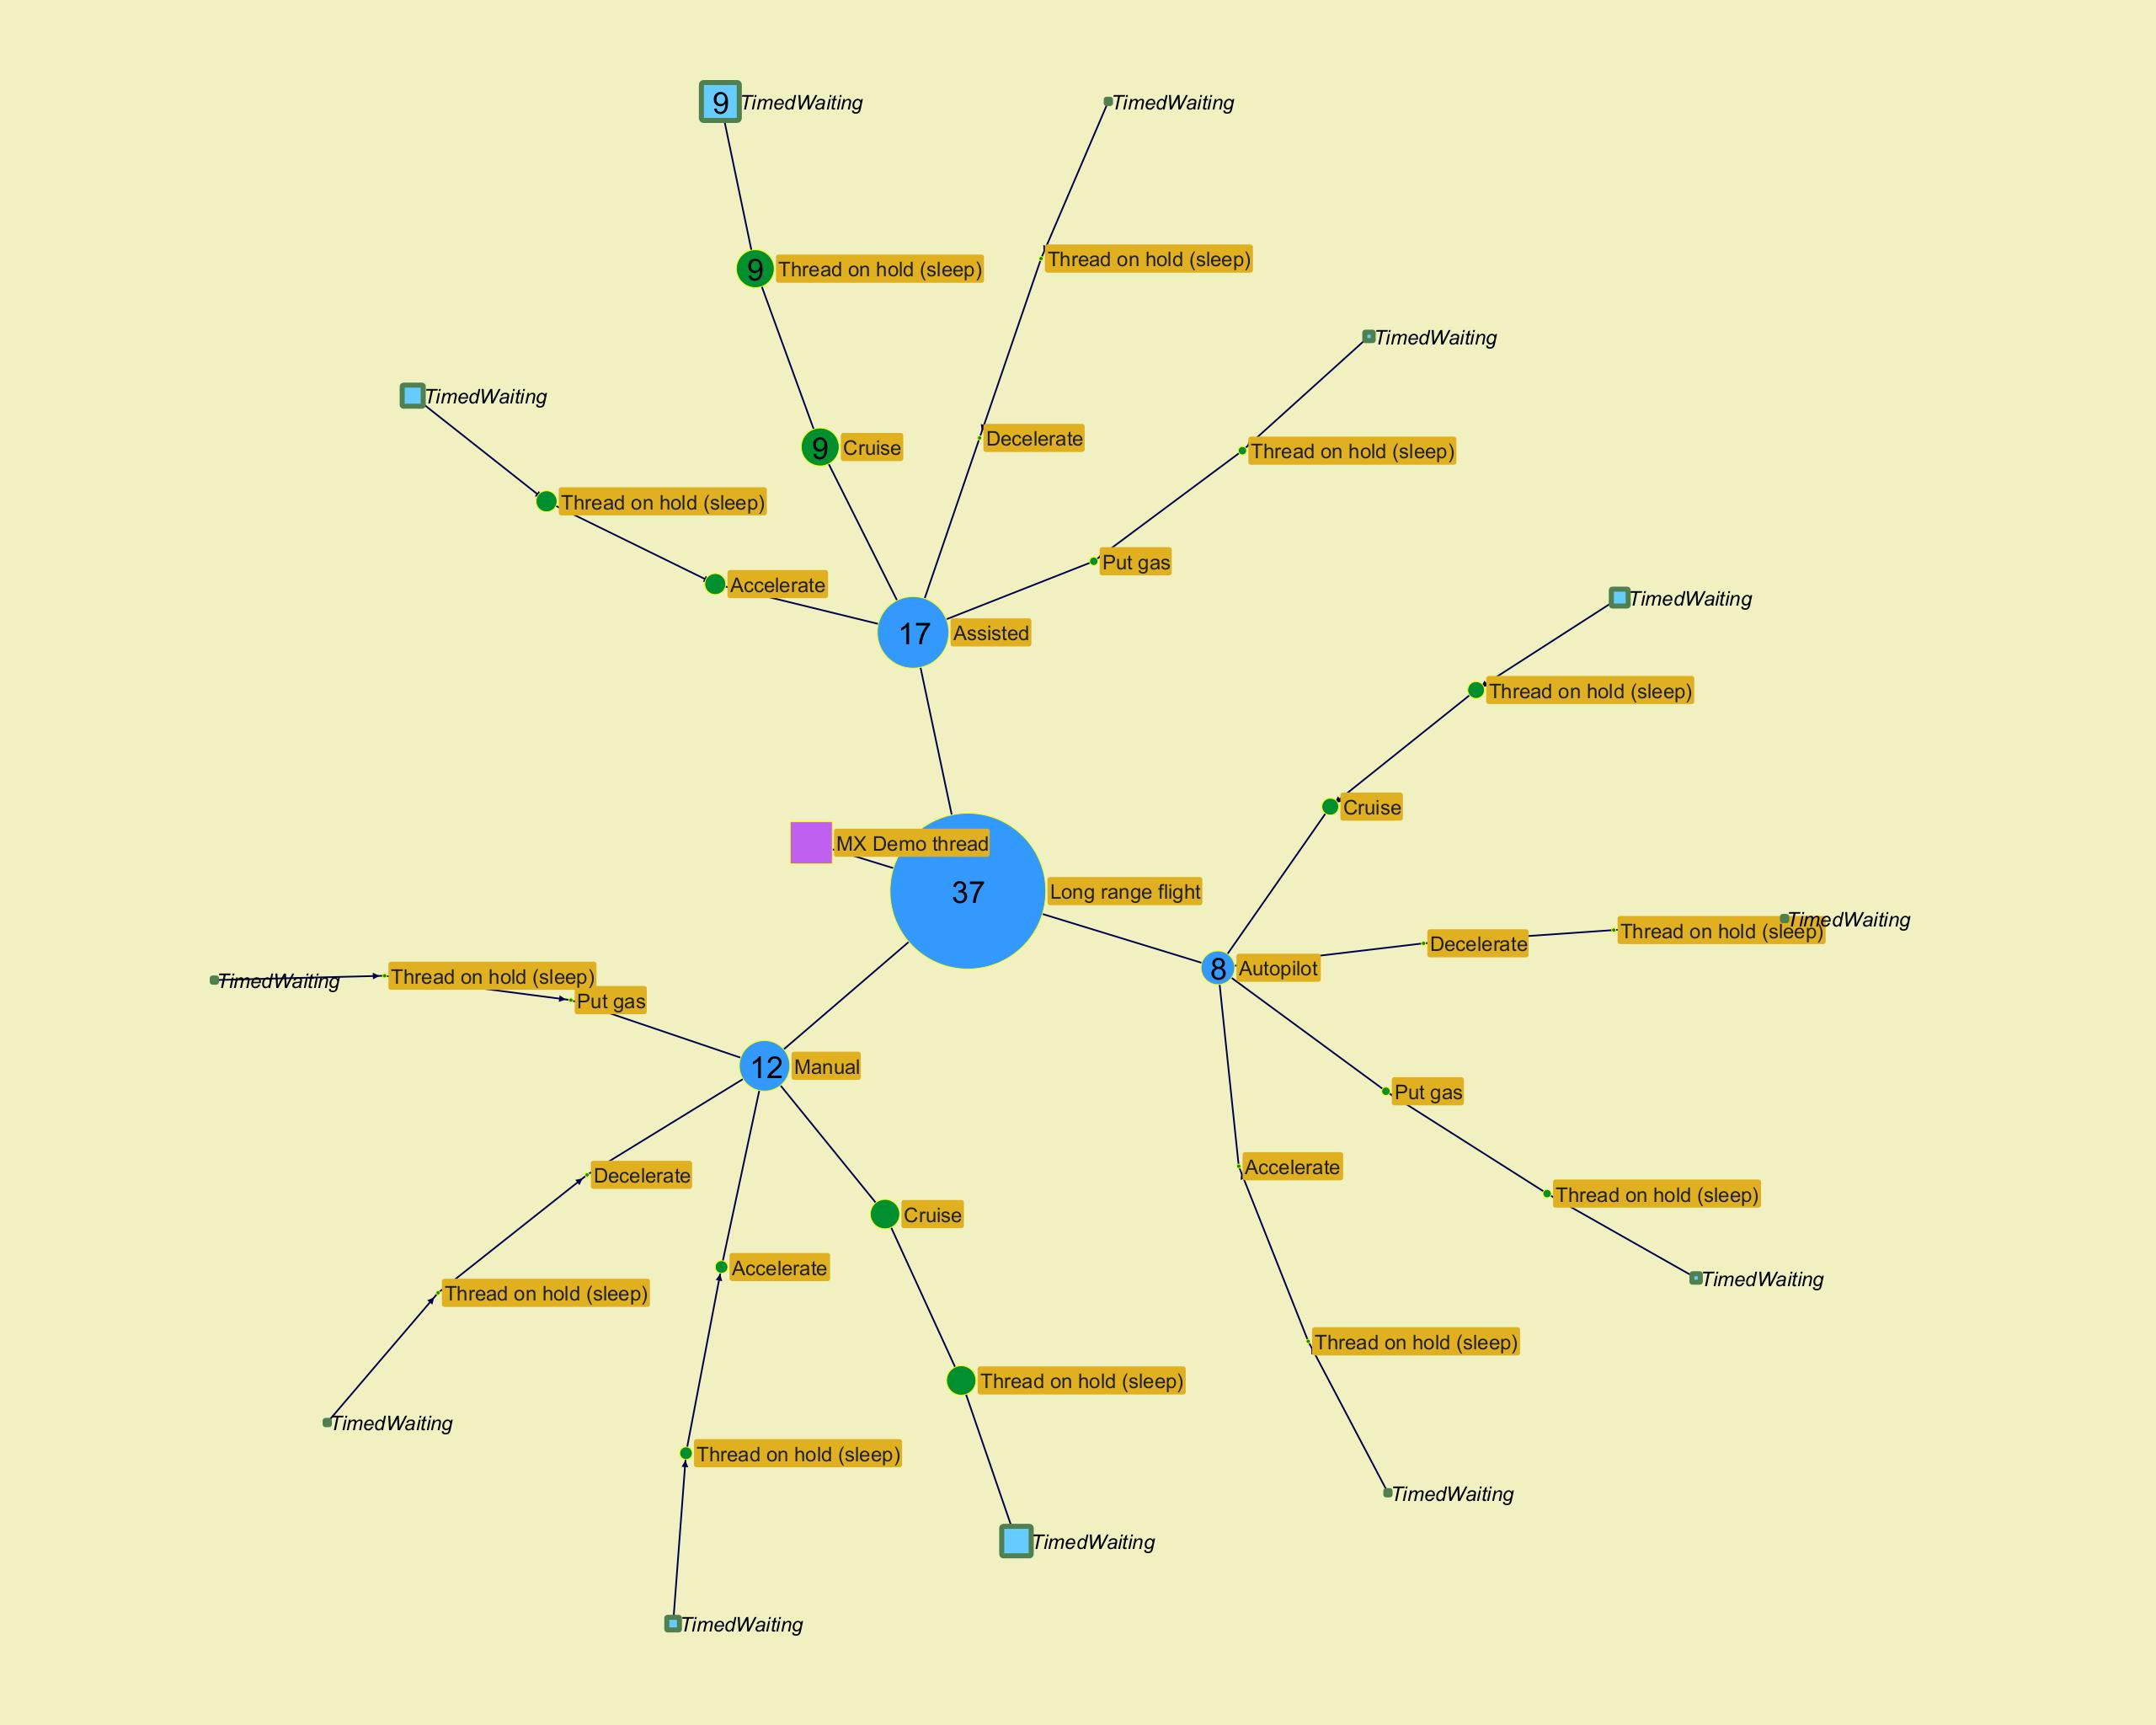 9 TimedWaiting
TimedWaiting
9 Thread on hold (sleep)
Thread on hold (sleep)
TimedWaiting
TimedWaiting
9 Cruise
Decelerate
Thread on hold (sleep)
Thread on hold (sleep)
Put gas
Accelerate
TimedWaiting
17 Assisted
Thread on hold (sleep)
Cruise
MX Demo thread
37 Long range flight
TimedWaiting
Thread on hold (sleep)
Decelerate
8 Autopilot
TimedWaiting
Thread on hold (sleep)
Put gas
12 Manual
Put gas
Accelerate
Decelerate
Thread on hold (sleep)
Cruise
Accelerate
TimedWaiting
Thread on hold (sleep)
Thread on hold (sleep)
Thread on hold (sleep)
TimedWaiting
Thread on hold (sleep)
TimedWaiting
TimedWaiting
TimedWaiting